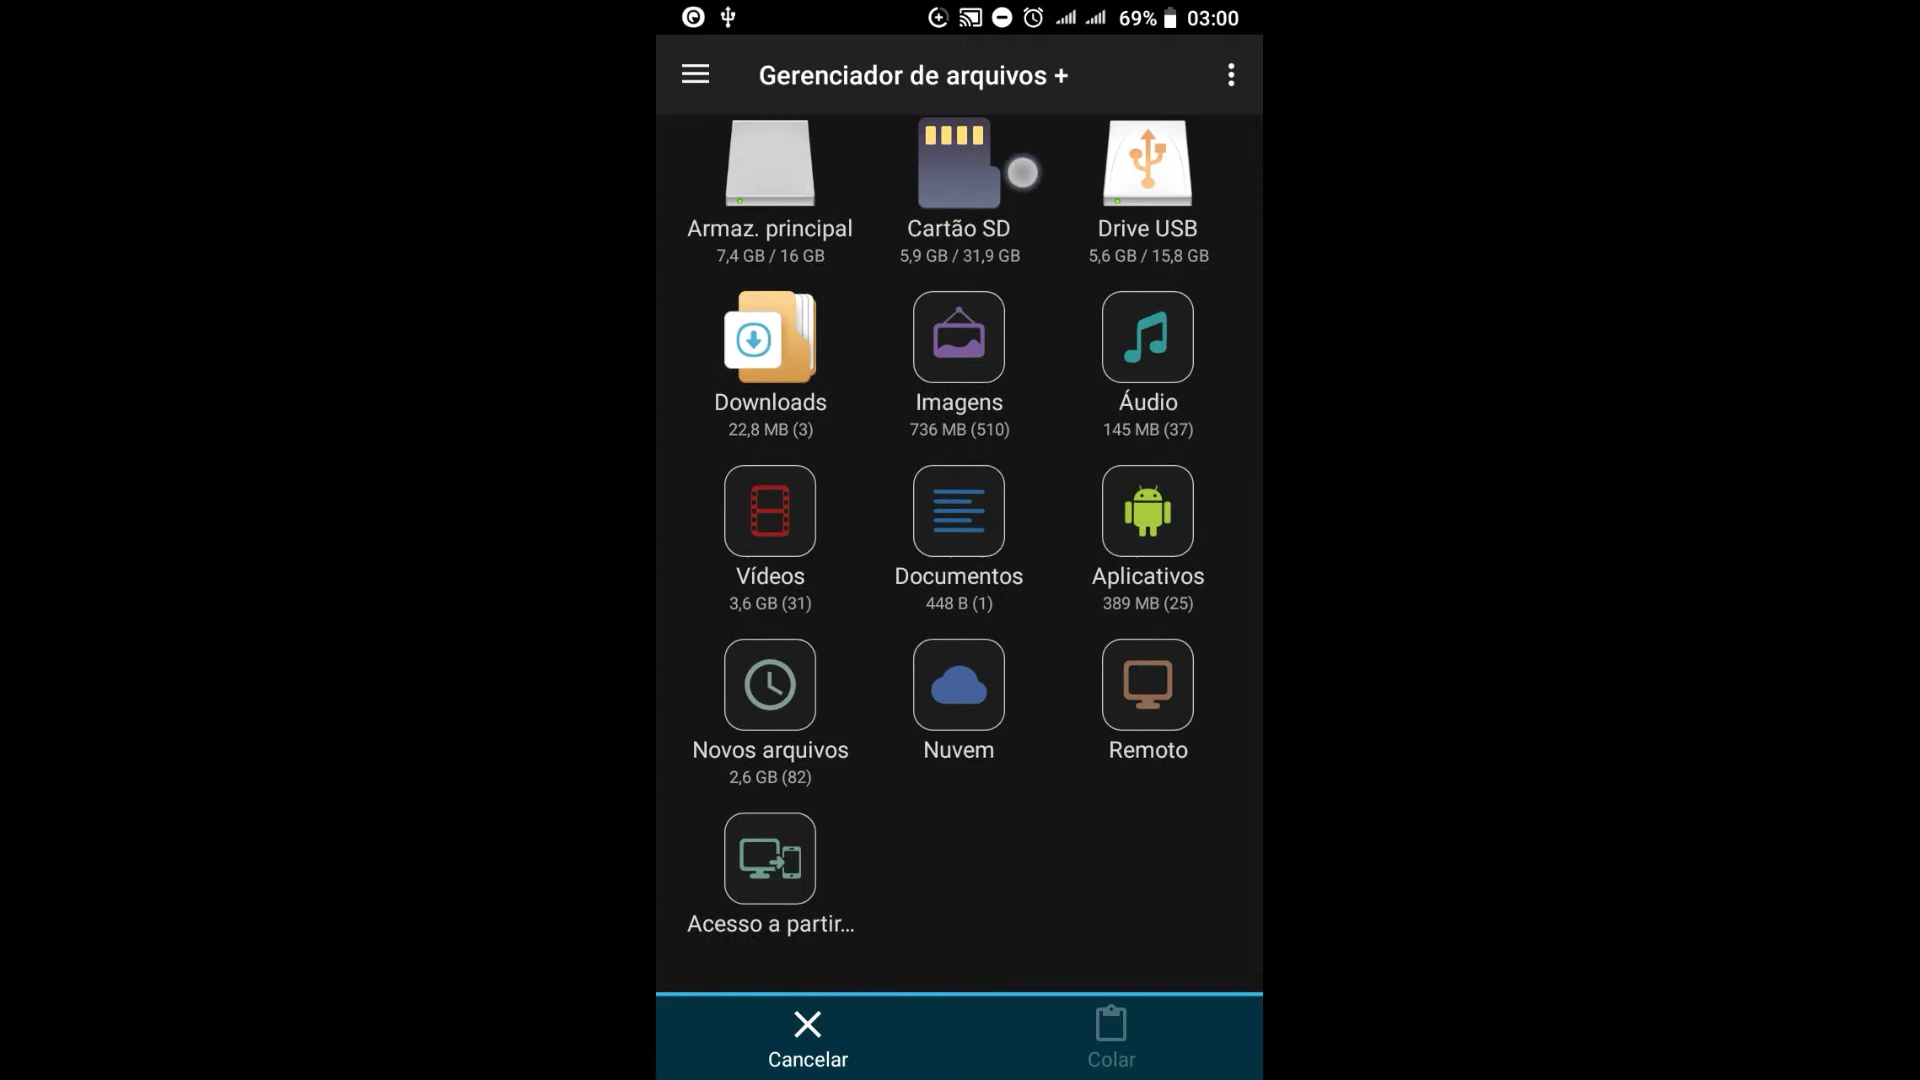 69% 03:00
Gerenciador de arquivos +
Armaz. principal Cartão SD Drive USB
7,4 GB / 16 GB 5,9 GB / 31,9 GB 5,6 GB / 15,8 GB
Downloads Imagens Áudio
22,8 MB (3) 736 MB (510) 145 MB (37)
Vídeos Documentos Aplicativos
3,6 GB (31) 448 B (1) 389 MB (25)
Novos arquivos Nuvem Remoto
2,6 GB (82)
Acesso a partir...
Cancelar Colar